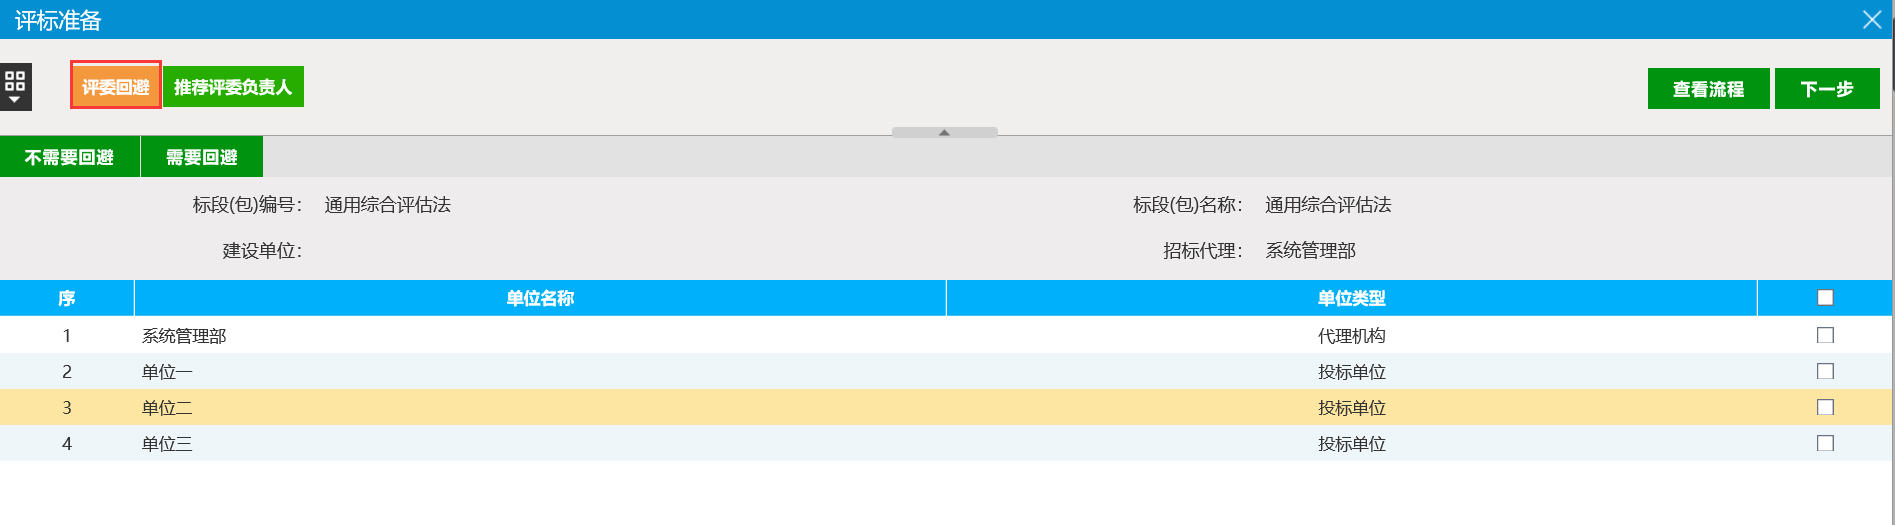 评标准备
评委回避 推荐评委负责人 查看流程 下一步
不需要回避 需要回避
标段(包)编号： 通用综合评估法 标段(包)名称： 通用综合评估法
建设单位： 招标代理： 系统管理部
序 单位名称 单位类型
1 系统管理部 代理机构
2 单位一 投标单位
3 单位二 投标单位
4 单位三 投标单位